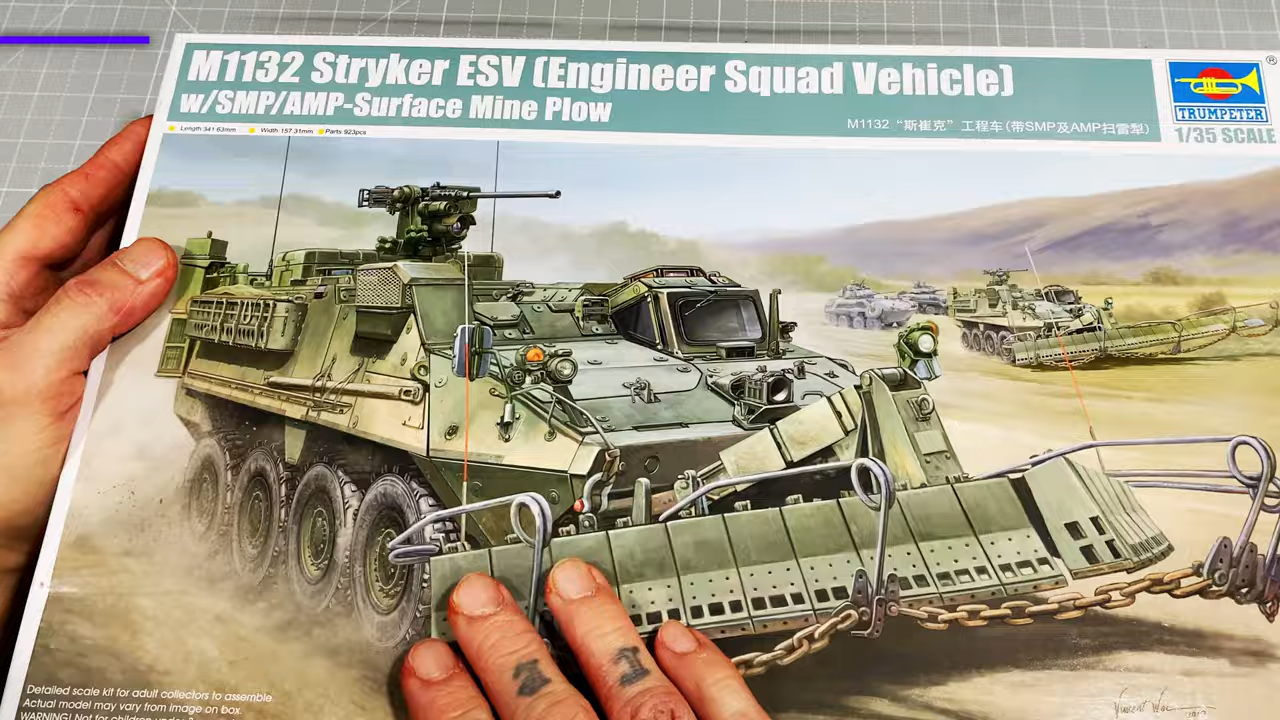 M1132 Stryker ESV (Engineer Squad Vehicle)
w/SMP/AMP-Surface Mine Plow
Length 341.63mm Width 157.31mm Parts 923pcs
M1132 “斯崔克” 工程车(带SMP及AMP扫雷犁)
®
TRUMPETER
1/35 SCALE
Detailed scale kit for adult collectors to assemble
Actual model may vary from image on box.
WARNING! Not for children under